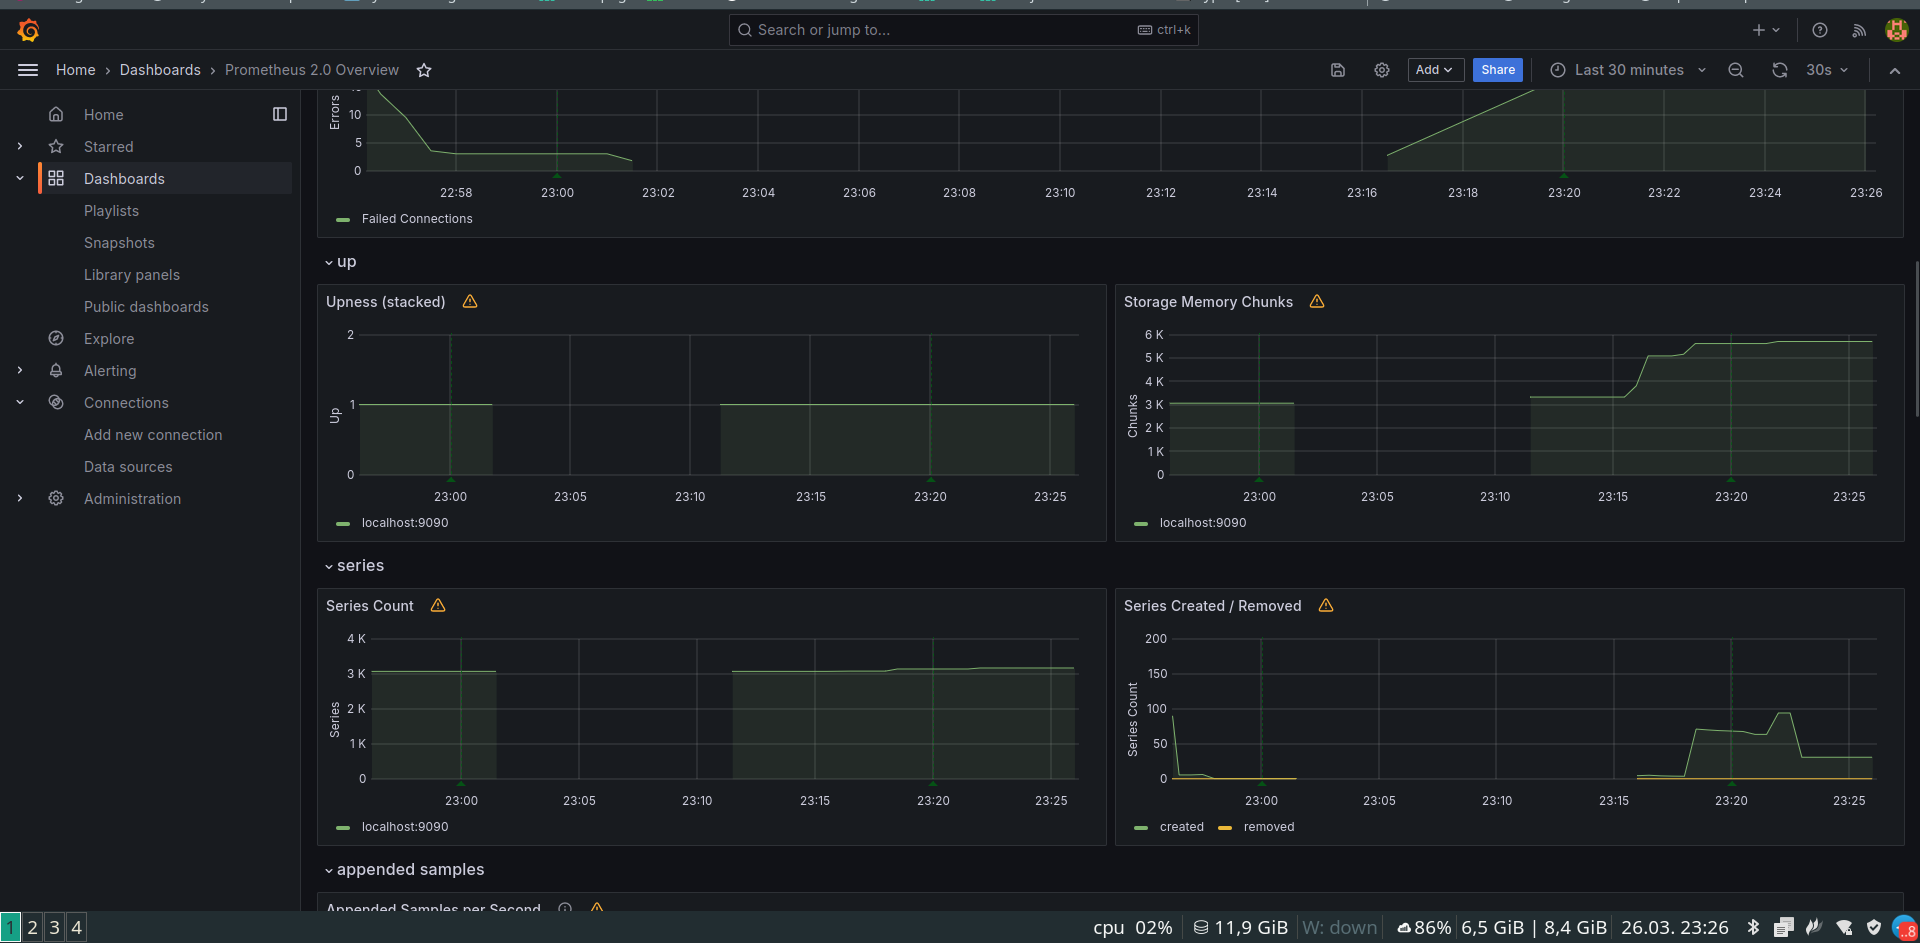 Search or jump to...
ctrl+k
Home › Dashboards › Prometheus 2.0 Overview
Add
Share
Last 30 minutes
30s
Home
Starred
Dashboards
Playlists
Snapshots
Library panels
Public dashboards
Explore
Alerting
Connections
Add new connection
Data sources
Administration
Errors
10
5
0
22:58 23:00 23:02 23:04 23:06 23:08 23:10 23:12 23:14 23:16 23:18 23:20 23:22 23:24 23:26
Failed Connections
up
Upness (stacked)
Up
2
1
0
23:00 23:05 23:10 23:15 23:20 23:25
localhost:9090
Storage Memory Chunks
Chunks
6 K
5 K
4 K
3 K
2 K
1 K
0
23:00 23:05 23:10 23:15 23:20 23:25
localhost:9090
series
Series Count
Series
4 K
3 K
2 K
1 K
0
23:00 23:05 23:10 23:15 23:20 23:25
localhost:9090
Series Created / Removed
Series Count
200
150
100
50
0
23:00 23:05 23:10 23:15 23:20 23:25
created removed
appended samples
Appended Samples per Second
1 2 3 4
cpu 02% 11,9 GiB W: down 86% 6,5 GiB | 8,4 GiB 26.03. 23:26
..8